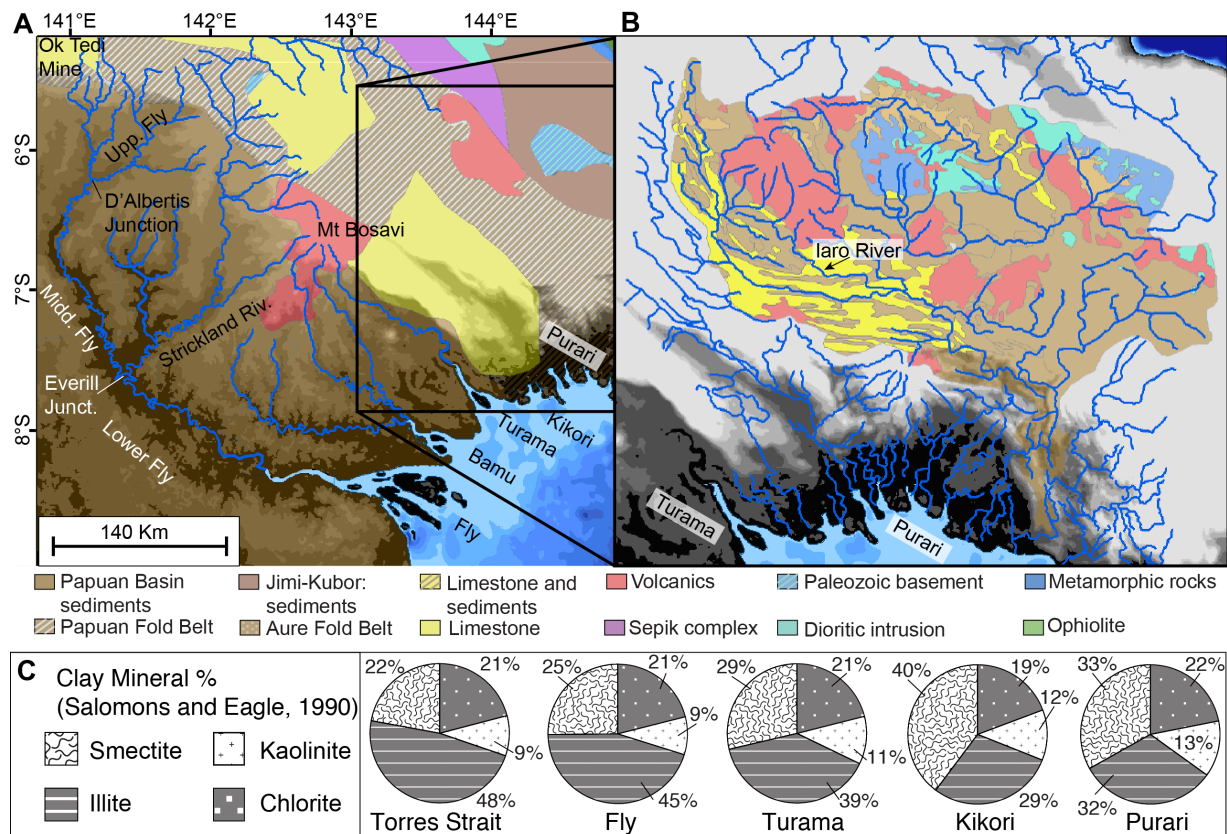 A
141°E
142°E
143°E
144°E
B
Ok Tedi
Mine
Upp. Fly
6°S
D'Albertis
Junction
Mt Bosavi
Iaro River
7°S
Midd. Fly
Strickland Riv.
Purari
Everill
Junct.
Kikori
Turama
8°S
Lower Fly
Bamu
Fly
140 Km
Turama
Purari
Papuan Basin
sediments
Jimi-Kubor:
sediments
Limestone and
sediments
Volcanics
Paleozoic basement
Metamorphic rocks
Papuan Fold Belt
Aure Fold Belt
Limestone
Sepik complex
Dioritic intrusion
Ophiolite
C
Clay Mineral %
(Salomons and Eagle, 1990)
Smectite
Kaolinite
Illite
Chlorite
22%
21%
9%
48%
Torres Strait
25%
21%
9%
45%
Fly
29%
21%
11%
39%
Turama
40%
19%
12%
29%
Kikori
33%
22%
13%
32%
Purari